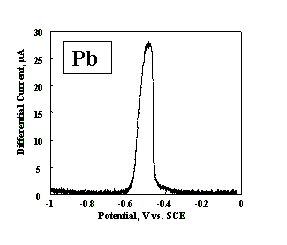 30
25
20
15
10
5
0
Pb
Differential Current, µA
-1 -0.8 -0.6 -0.4 -0.2 0
Potential, V vs. SCE